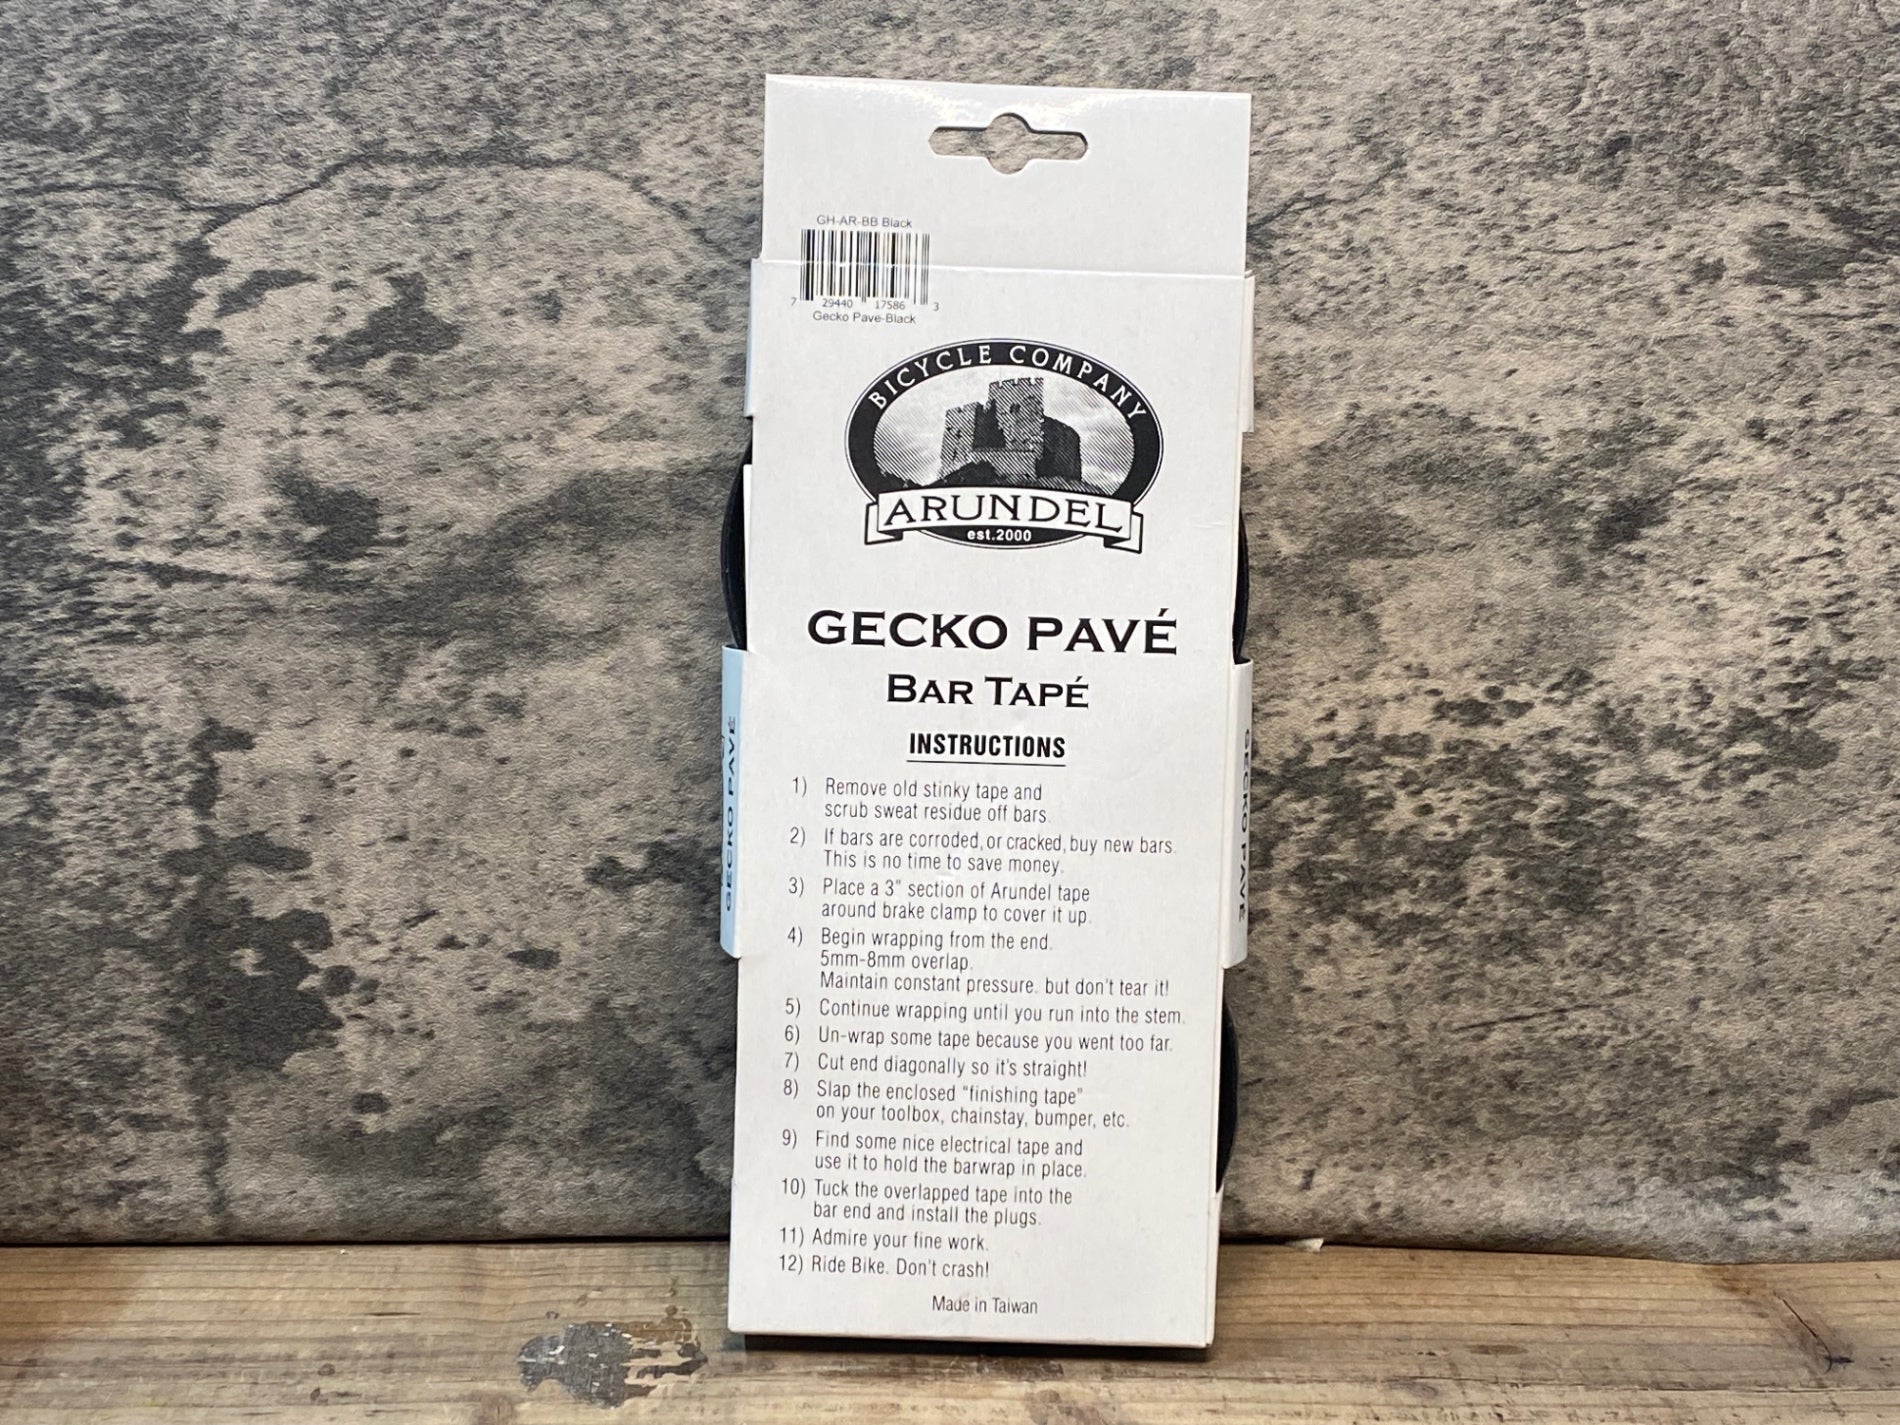 GH-AR-BB Black
7 29440 17586 3
Gecko Pave-Black
BICYCLE COMPANY
ARUNDEL
est.2000
GECKO PAVÉ
BAR TAPÉ
INSTRUCTIONS
1) Remove old stinky tape and
scrub sweat residue off bars.
2) If bars are corroded, or cracked, buy new bars.
This is no time to save money.
3) Place a 3" section of Arundel tape
around brake clamp to cover it up.
4) Begin wrapping from the end.
5mm-8mm overlap.
Maintain constant pressure. but don't tear it!
5) Continue wrapping until you run into the stem.
6) Un-wrap some tape because you went too far.
7) Cut end diagonally so it's straight!
8) Slap the enclosed "finishing tape"
on your toolbox, chainstay, bumper, etc.
9) Find some nice electrical tape and
use it to hold the barwrap in place.
10) Tuck the overlapped tape into the
bar end and install the plugs.
11) Admire your fine work.
12) Ride Bike. Don't crash!
Made in Taiwan
GECKO PAVÉ
GECKO PAVÉ